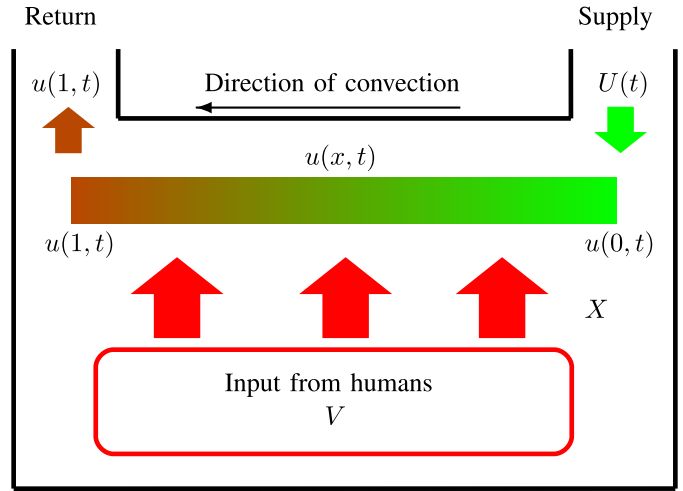 Return
Supply
u(1, t)
Direction of convection
U(t)
u(x, t)
u(1, t)
u(0, t)
X
Input from humans
V